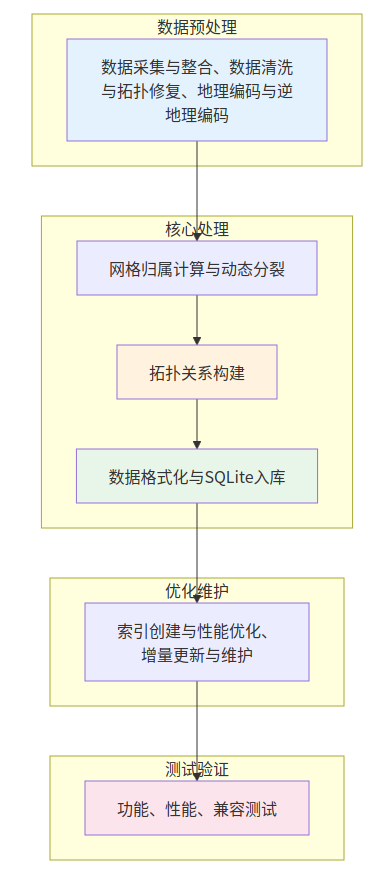 数据预处理
数据采集与整合、数据清洗
与拓扑修复、地理编码与逆
地理编码
核心处理
网格归属计算与动态分裂
拓扑关系构建
数据格式化与SQLite入库
优化维护
索引创建与性能优化、
增量更新与维护
测试验证
功能、性能、兼容测试